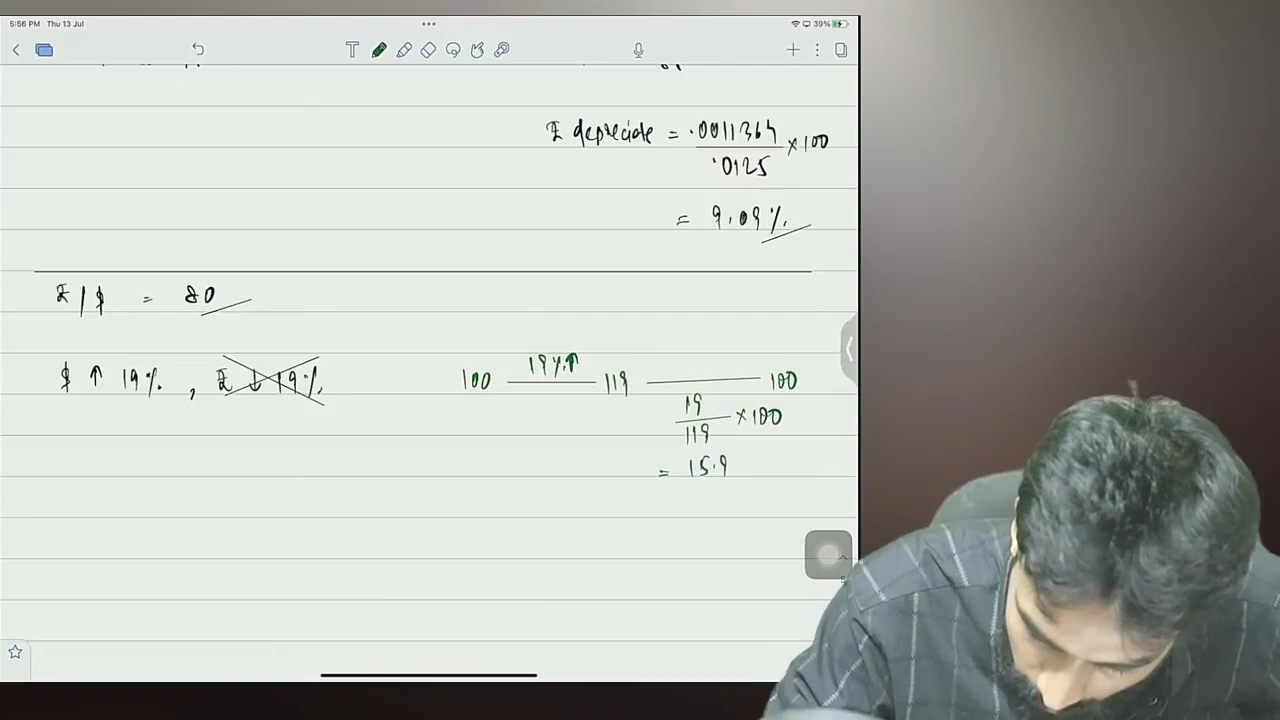 5:56 PM Thu 13 Jul
39%
T
₹ depreciate = .0011364 / .0125 × 100
= 9.09%
₹ / $ = 80
$ ↑ 19%, ₹ ↓ 19%
100 19%↑ 119 100
19 / 119 × 100
= 15.9